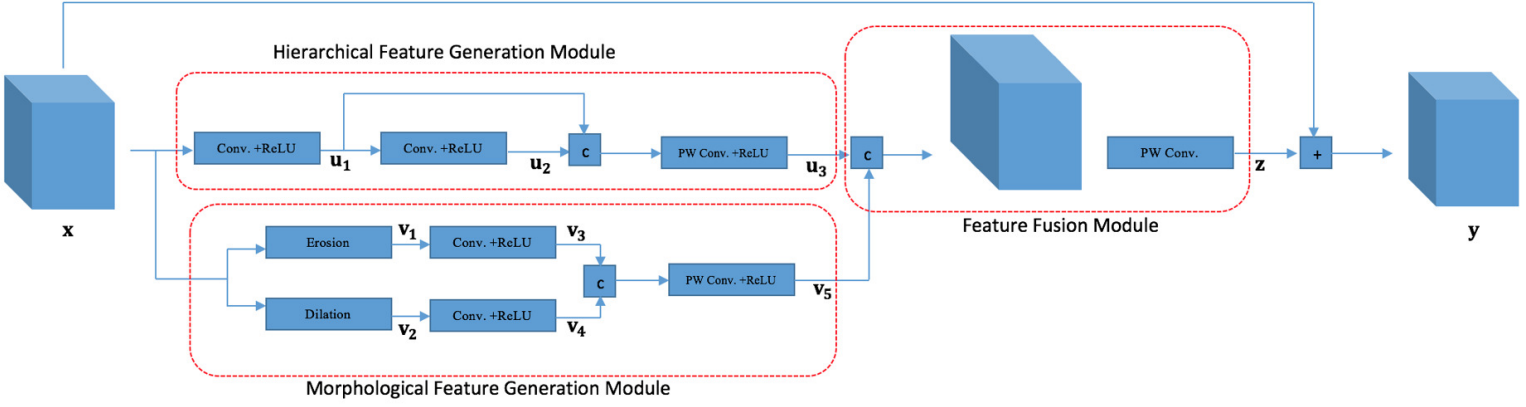 Hierarchical Feature Generation Module
Conv. +ReLU
u1
Conv. +ReLU
u2
C
PW Conv. +ReLU
u3
C
PW Conv.
z
+
x
Feature Fusion Module
y
Erosion
v1
Conv. +ReLU
v3
C
PW Conv. +ReLU
v5
Dilation
v2
Conv. +ReLU
v4
Morphological Feature Generation Module